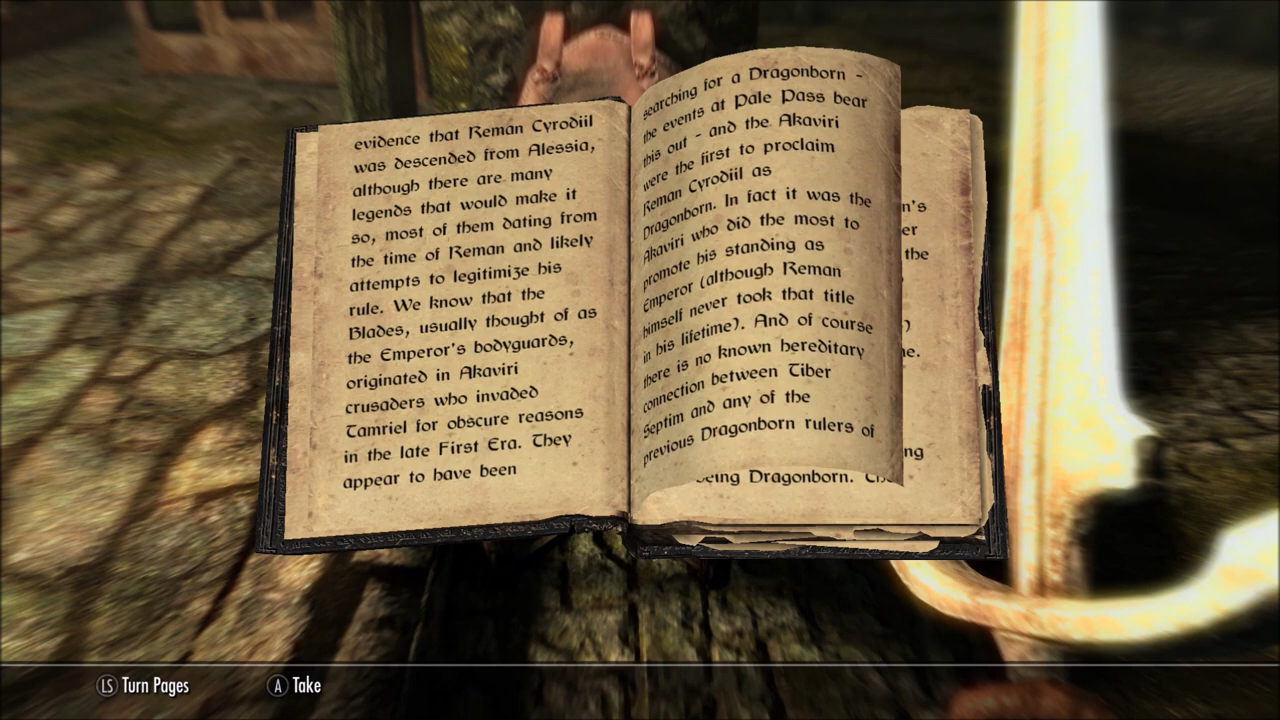 evidence that Reman Cyrodiil
was descended from Alessia,
although there are many
legends that would make it
so, most of them dating from
the time of Reman and likely
attempts to legitimize his
rule. We know that the
Blades, usually thought of as
the Emperor's bodyguards,
originated in Akaviri
crusaders who invaded
Tamriel for obscure reasons
in the late First Era. They
appear to have been
searching for a Dragonborn -
the events at Pale Pass bear
this out - and the Akaviri
were the first to proclaim
Reman Cyrodiil as
Dragonborn. In fact it was the
Akaviri who did the most to
promote his standing as
Emperor (although Reman
himself never took that title
in his lifetime). And of course
there is no known hereditary
connection between Tiber
Septim and any of the
previous Dragonborn rulers of
the
being Dragonborn.
LS Turn Pages
A Take